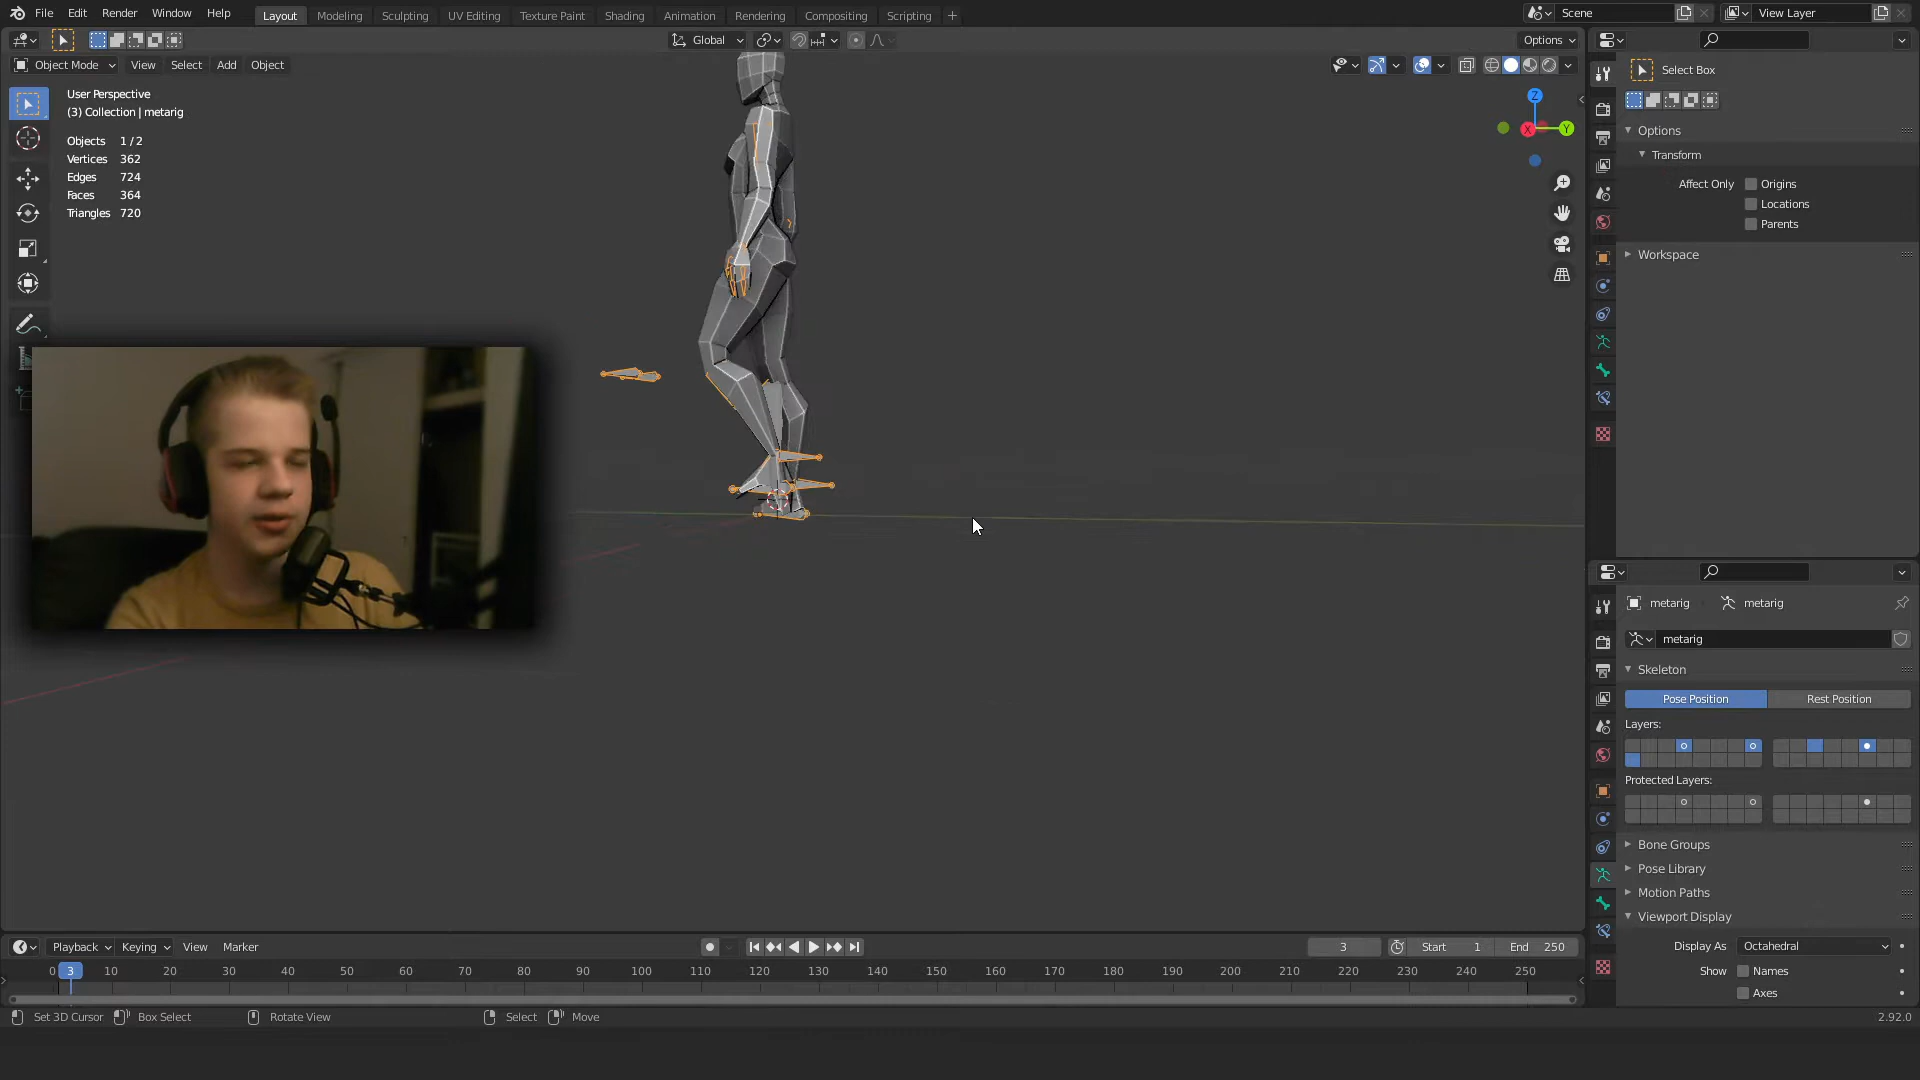 File Edit Render Window Help Layout Modeling Sculpting UV Editing Texture Paint Shading Animation Rendering Compositing Scripting + Scene View Layer
Global Options
Object Mode View Select Add Object
Select Box
User Perspective
(3) Collection | metarig
Z
X
Y
Options
Transform
Affect Only Origins
Locations
Parents
Workspace
Objects 1 / 2
Vertices 362
Edges 724
Faces 364
Triangles 720
metarig metarig
metarig
Skeleton
Pose Position Rest Position
Layers:
Protected Layers:
Bone Groups
Pose Library
Motion Paths
Viewport Display
Display As Octahedral
Show Names
Axes
Playback Keying View Marker 3 Start 1 End 250
0 3 10 20 30 40 50 60 70 80 90 100 110 120 130 140 150 160 170 180 190 200 210 220 230 240 250
Set 3D Cursor Box Select Rotate View Select Move 2.92.0